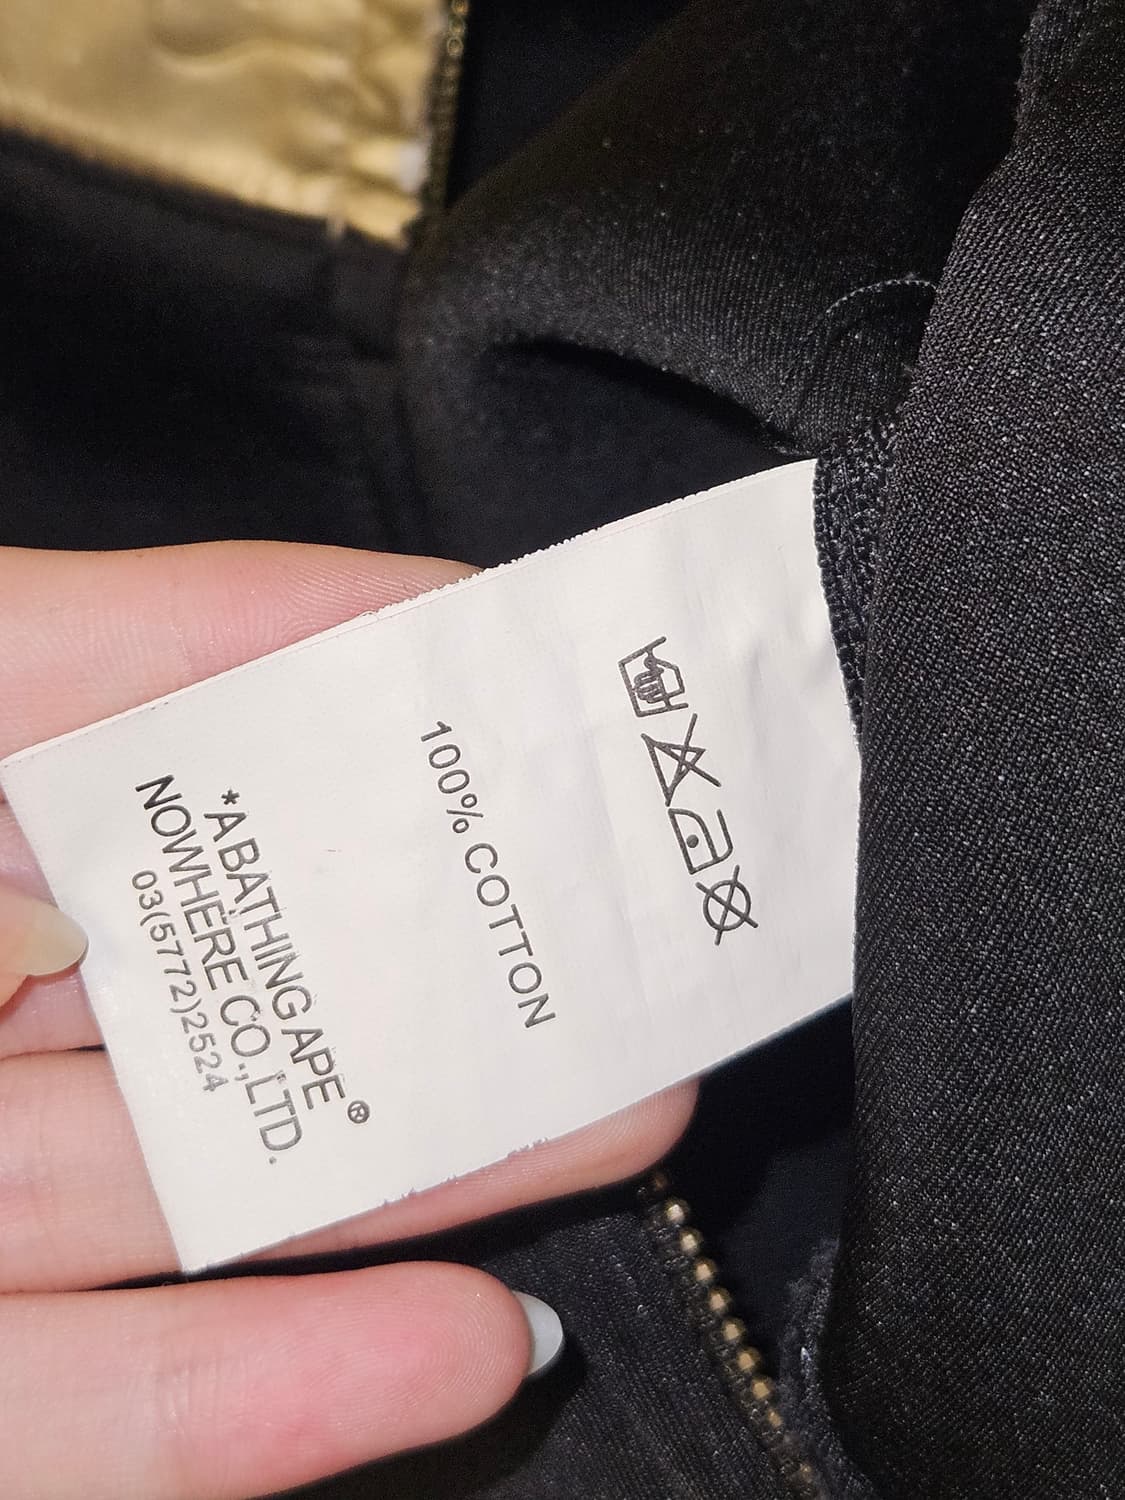 100% COTTON
*A BATHING APE®
NOWHERE CO.,LTD.
03(5772)2524